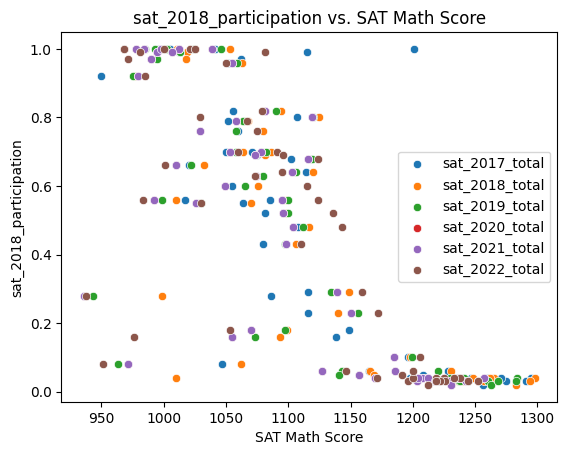 sat_2018_participation vs. SAT Math Score
1.0
0.8
0.6
0.4
0.2
0.0
sat_2018_participation
sat_2017_total
sat_2018_total
sat_2019_total
sat_2020_total
sat_2021_total
sat_2022_total
950 1000 1050 1100 1150 1200 1250 1300
SAT Math Score